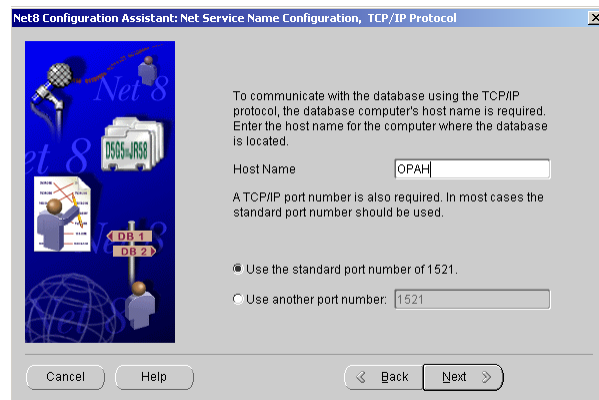 Net8 Configuration Assistant: Net Service Name Configuration, TCP/IP Protocol
Net 8
et 8
D5G5-JR58
DB 1
DB 2
To communicate with the database using the TCP/IP
protocol, the database computer's host name is required.
Enter the host name for the computer where the database
is located.
Host Name OPAH
A TCP/IP port number is also required. In most cases the
standard port number should be used.
Use the standard port number of 1521.
Use another port number: 1521
Cancel Help Back Next